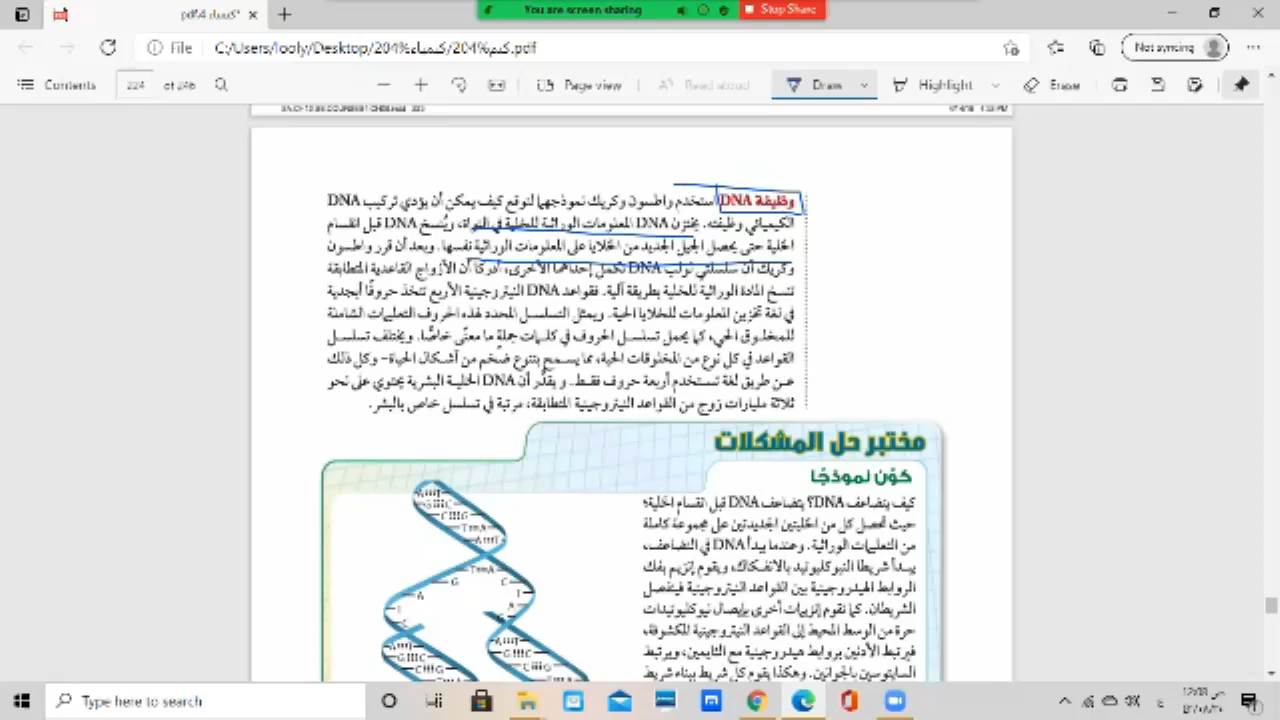 You are screen sharing
Stop Share
Not syncing
File
C:/Users/looly/Desktop/204%كيمياء/204%كيم.pdf
Contents
224 of 246
Page view
Read aloud
Draw
Highlight
Erase
وظيفة DNA استخدم واطسون وكريك نموذجهما لتوقع كيف يمكن أن يؤدي تركيب DNA
الكيميائي وظيفته. يختزن DNA المعلومات الوراثية للخلية في النواة، ويُنسخ DNA قبل انقسام
الخلية حتى يحصل الجيل الجديد من الخلايا على المعلومات الوراثية نفسها. وبعد أن قرر واطسون
وكريك أن سلسلتي لولب DNA تكمل إحداهما الأخرى، أدركا أن الأزواج القاعدية المتطابقة
تنسخ المادة الوراثية للخلية بطريقة آلية. فقواعد DNA النيتروجينية الأربع تتخذ حروفًا أبجدية
في لغة تخزين المعلومات للخلايا الحية. ويمثل التسلسل المحدد لهذه الحروف التعليمات الشاملة
للمخلوق الحي، كما يحمل تسلسل الحروف في كلمات جملةٍ ما معنًى خاصًّا. ويختلف تسلسل
القواعد في كل نوع من المخلوقات الحية، مما يسمح بتنوع ضخم من أشكال الحياة- وكل ذلك
عن طريق لغة تستخدم أربعة حروف فقط. ويقدَّر أن DNA الخلية البشرية يحتوي على نحو
ثلاثة مليارات زوج من القواعد النيتروجينية المتطابقة، مرتبة في تسلسل خاص بالبشر.
مختبر حل المشكلات
كوّن نموذجًا
كيف يتضاعف DNA؟ يتضاعف DNA قبل انقسام الخلية؛
حيث تحصل كل من الخليتين الجديدتين على مجموعة كاملة
من التعليمات الوراثية. وعندما يبدأ DNA في التضاعف،
يبدأ شريطا النيوكليوتيد بالانفكاك، ويقوم إنزيم بفك
الروابط الهيدروجينية بين القواعد النيتروجينية فينفصل
الشريطان. كما تقوم إنزيمات أخرى بإيصال نيوكليوتيدات
حرة من الوسط المحيط إلى القواعد النيتروجينية المكشوفة،
فيرتبط الأدنين بروابط هيدروجينية مع الثايمين، ويرتبط
السايتوسين بالجوانين. وهكذا يقوم كل شريط ببناء شريط
Type here to search